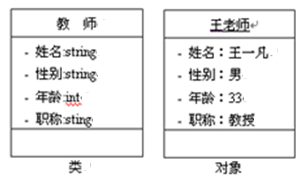 教 师
- 姓名:string
- 性别:string
- 年龄:int
- 职称:sting
类
王老师
- 姓名：王一凡
- 性别：男
- 年龄：33
- 职称：教授
对象